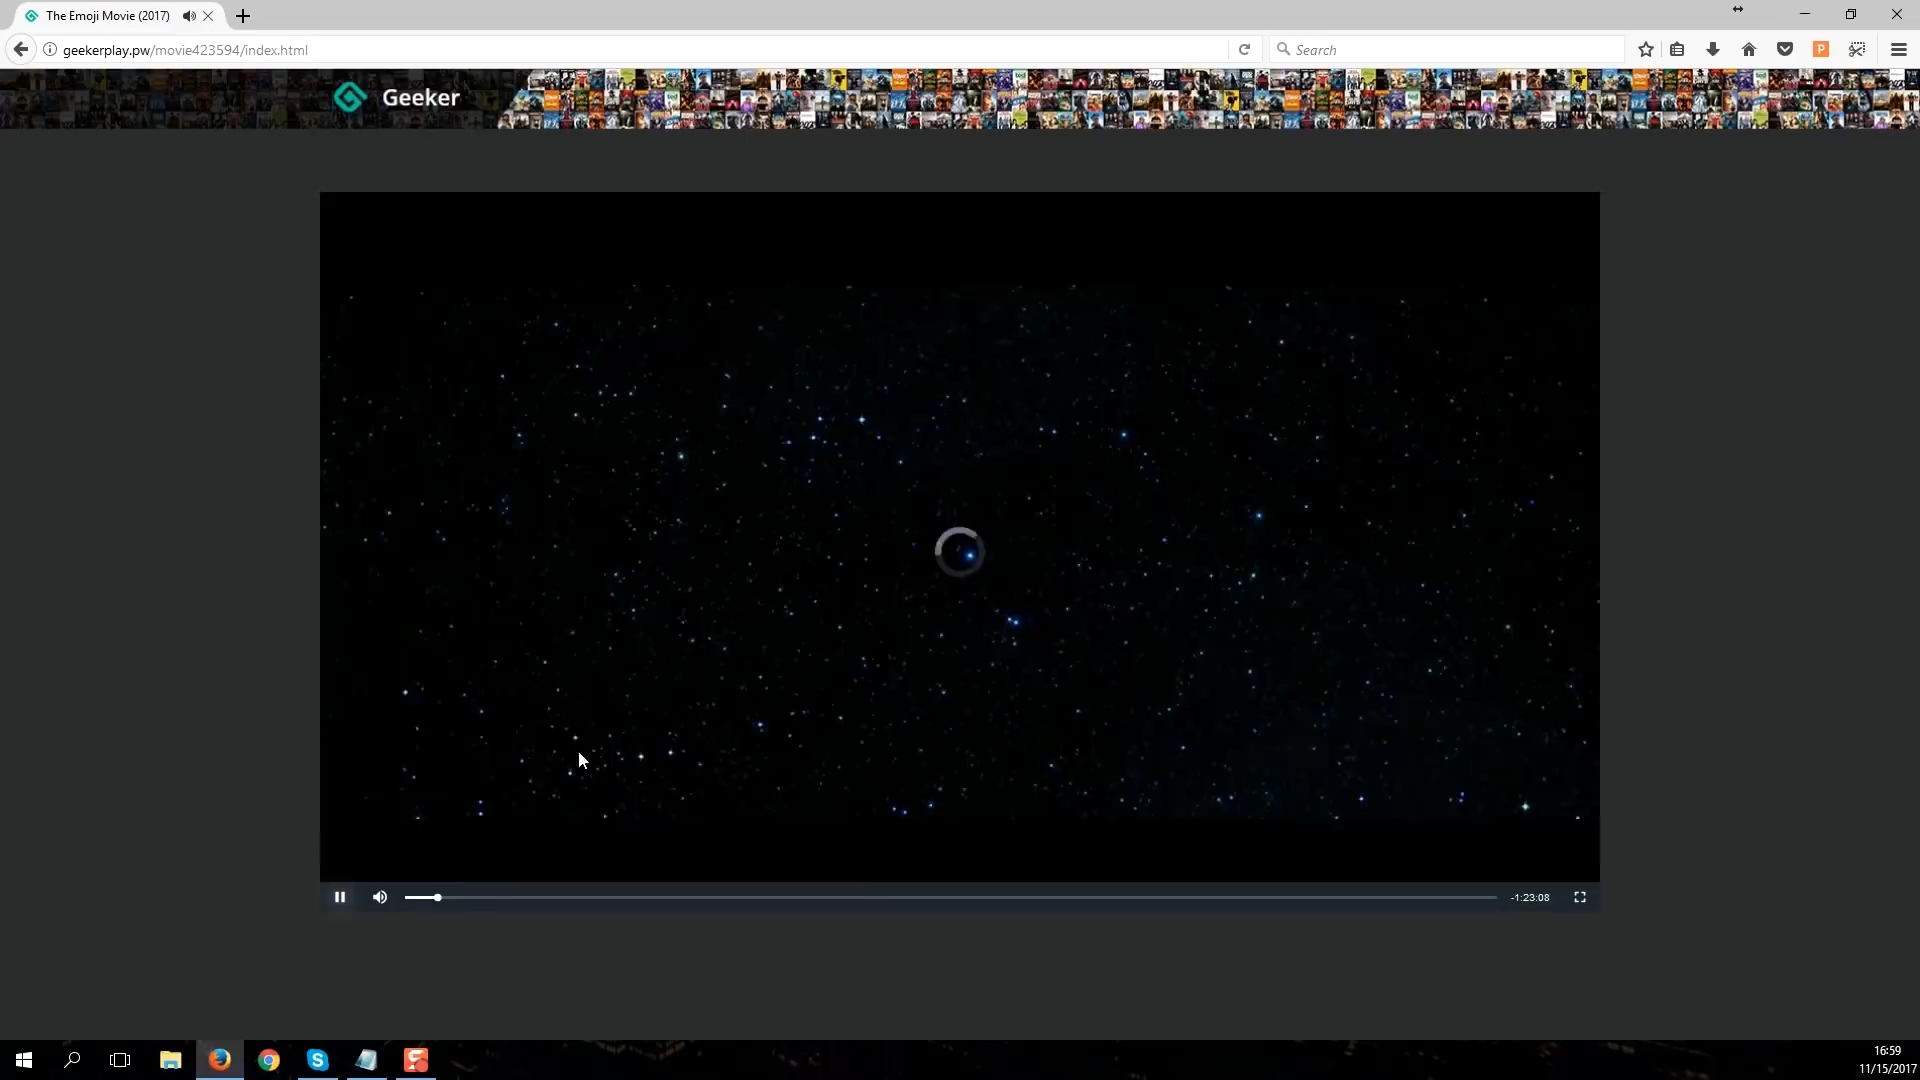 The Emoji Movie (2017)
geekerplay.pw/movie423594/index.html
Search
P
Geeker
-1:23:08
16:59
11/15/2017